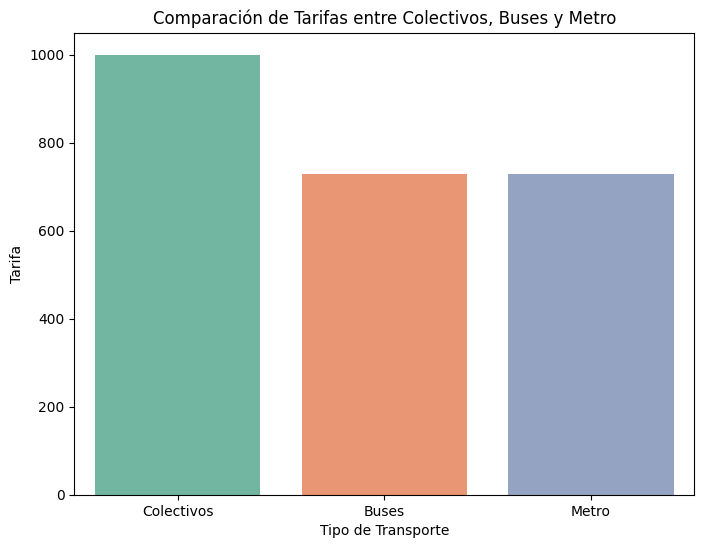 Comparación de Tarifas entre Colectivos, Buses y Metro
Tarifa
1000
800
600
400
200
0
Colectivos
Buses
Metro
Tipo de Transporte